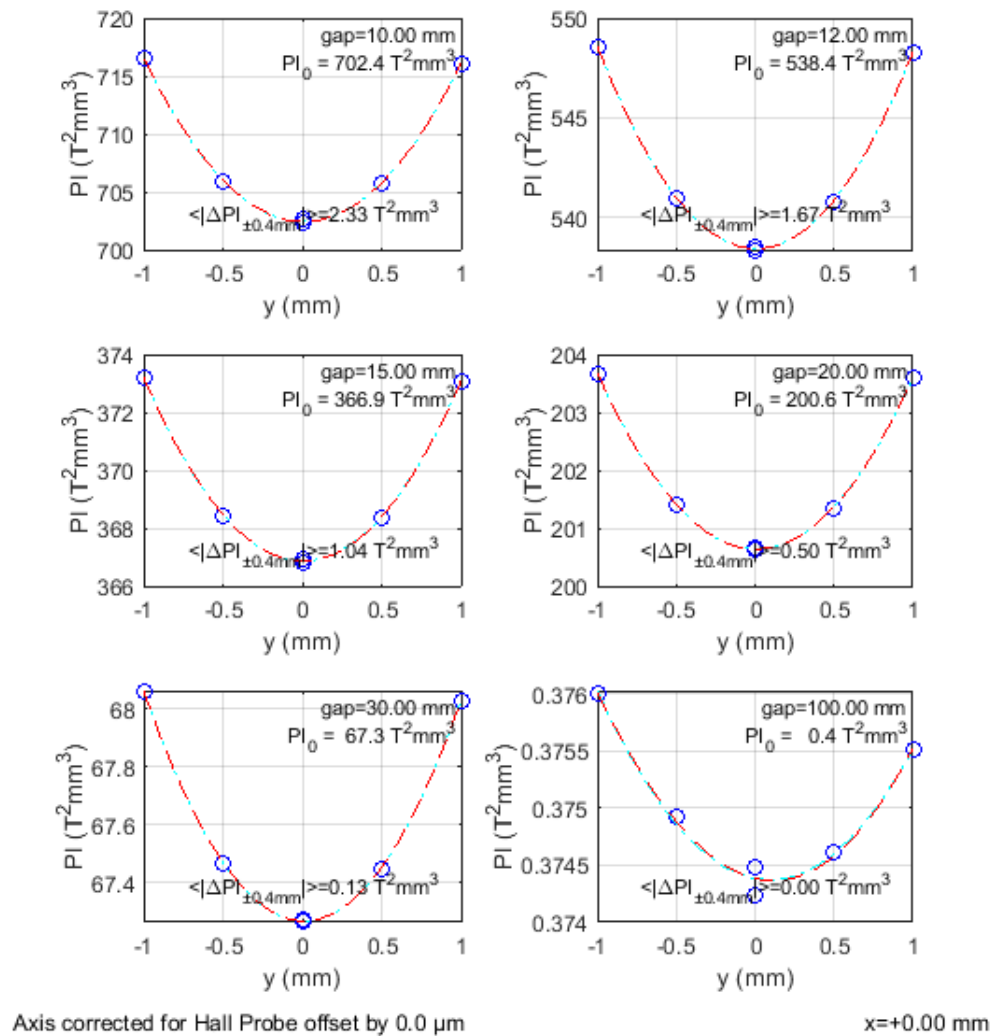 720
715
710
705
700
PI (T²mm³)
gap=10.00 mm
PI₀ = 702.4 T²mm³
<|ΔPI±0.4mm|>=2.33 T²mm³
-1 -0.5 0 0.5 1
y (mm)
550
545
540
PI (T²mm³)
gap=12.00 mm
PI₀ = 538.4 T²mm³
<|ΔPI±0.4mm|>=1.67 T²mm³
-1 -0.5 0 0.5 1
y (mm)
374
372
370
368
366
PI (T²mm³)
gap=15.00 mm
PI₀ = 366.9 T²mm³
<|ΔPI±0.4mm|>=1.04 T²mm³
-1 -0.5 0 0.5 1
y (mm)
204
203
202
201
200
PI (T²mm³)
gap=20.00 mm
PI₀ = 200.6 T²mm³
<|ΔPI±0.4mm|>=0.50 T²mm³
-1 -0.5 0 0.5 1
y (mm)
68
67.8
67.6
67.4
PI (T²mm³)
gap=30.00 mm
PI₀ = 67.3 T²mm³
<|ΔPI±0.4mm|>=0.13 T²mm³
-1 -0.5 0 0.5 1
y (mm)
0.376
0.3755
0.375
0.3745
0.374
PI (T²mm³)
gap=100.00 mm
PI₀ = 0.4 T²mm³
<|ΔPI±0.4mm|>=0.00 T²mm³
-1 -0.5 0 0.5 1
y (mm)
Axis corrected for Hall Probe offset by 0.0 μm
x=+0.00 mm